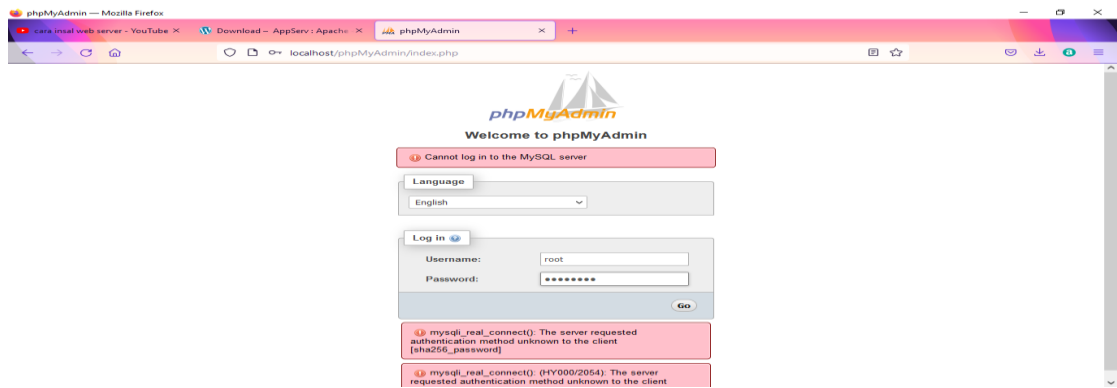 phpMyAdmin — Mozilla Firefox
cara insal web server - YouTube
Download – AppServ : Apache
phpMyAdmin
localhost/phpMyAdmin/index.php
phpMyAdmin
Welcome to phpMyAdmin
Cannot log in to the MySQL server
Language
English
Log in
Username:
root
Password:
Go
mysqli_real_connect(): The server requested
authentication method unknown to the client
[sha256_password]
mysqli_real_connect(): (HY000/2054): The server
requested authentication method unknown to the client